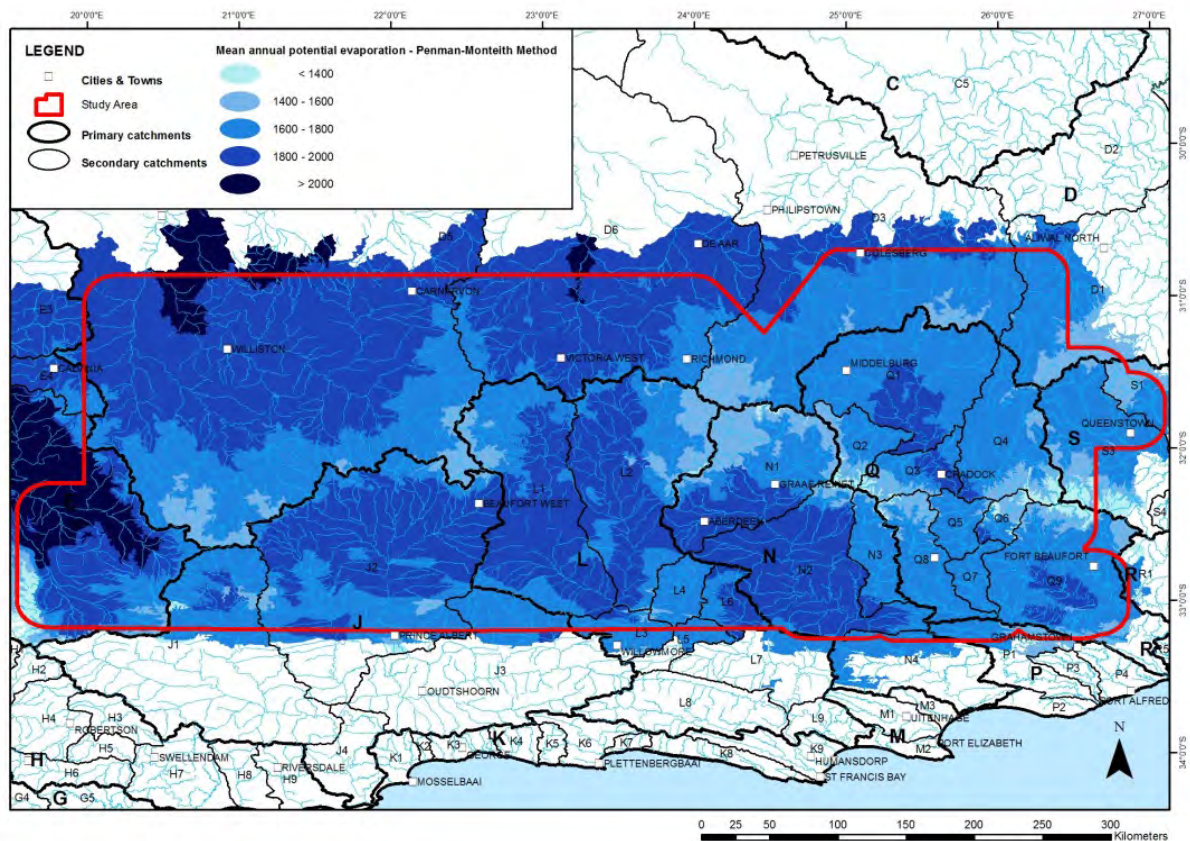 20°0'0"E 21°0'0"E 22°0'0"E 23°0'0"E 24°0'0"E 25°0'0"E 26°0'0"E 27°0'0"E
LEGEND
Cities & Towns
Study Area
Primary catchments
Secondary catchments
Mean annual potential evaporation - Penman-Monteith Method
< 1400
1400 - 1600
1600 - 1800
1800 - 2000
> 2000
C
C5
D2
30°0'0"S
PETRUSVILLE
D
PHILIPSTOWN
D3
D5
D6
DE AAR
ALIWAL NORTH
COLESBERG
31°0'0"S
E3
CARNARVON
D1
WILLISTON
VICTORIA WEST
RICHMOND
MIDDELBURG
Q1
E4
CALVINIA
S1
QUEENSTOWN
32°0'0"S
L2
Q2
Q4
S
S3
N1
Q
Q3
CRADOCK
GRAAF REINET
E
L1
BEAUFORT WEST
ABERDEEN
Q5
Q6
S4
L
N
N3
FORT BEAUFORT
J2
N2
Q8
Q7
Q9
R
R1
L4
L6
33°0'0"S
J
PRINCE ALBERT
L3
L5
WILLOWMORE
GRAHAMSTOWN
J1
L7
N4
P1
P
P3
P4
R
H2
J3
L8
OUDTSHOORN
P2
PORT ALFRED
H4
H3
ROBERTSON
L9
M1
M3
UITENHAGE
M
N
H
H5
SWELLENDAM
J4
K1
K2
K3
GEORGE
K
K4
K5
K6
K7
K8
K9
M2
PORT ELIZABETH
34°0'0"S
H6
H7
H8
RIVERSDALE
H9
PLETTENBERGBAAI
HUMANSDORP
MOSSELBAAI
ST FRANCIS BAY
G4
G
G5
0 25 50 100 150 200 250 300
Kilometers